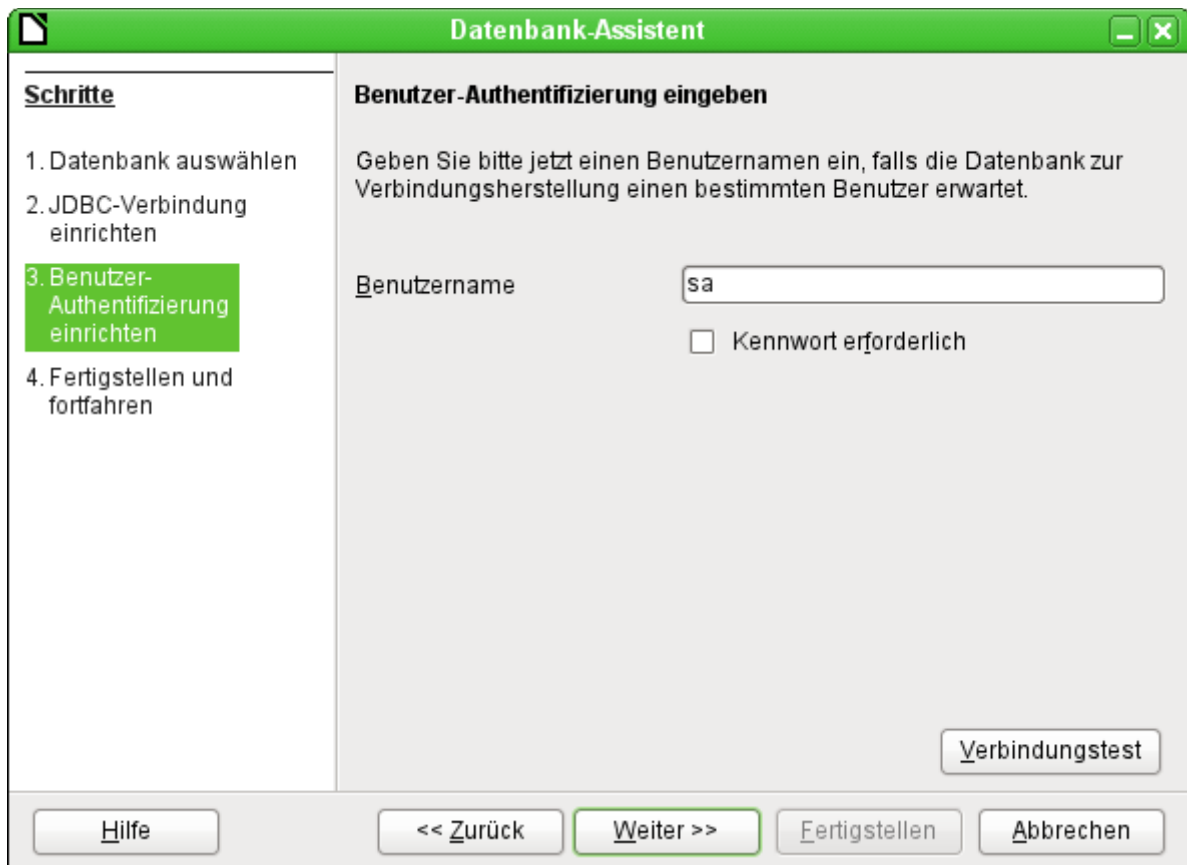 Datenbank-Assistent
Schritte
1. Datenbank auswählen
2. JDBC-Verbindung
einrichten
3. Benutzer-
Authentifizierung
einrichten
4. Fertigstellen und
fortfahren
Benutzer-Authentifizierung eingeben
Geben Sie bitte jetzt einen Benutzernamen ein, falls die Datenbank zur
Verbindungsherstellung einen bestimmten Benutzer erwartet.
Benutzername
sa
Kennwort erforderlich
Verbindungstest
Hilfe
<< Zurück
Weiter >>
Fertigstellen
Abbrechen